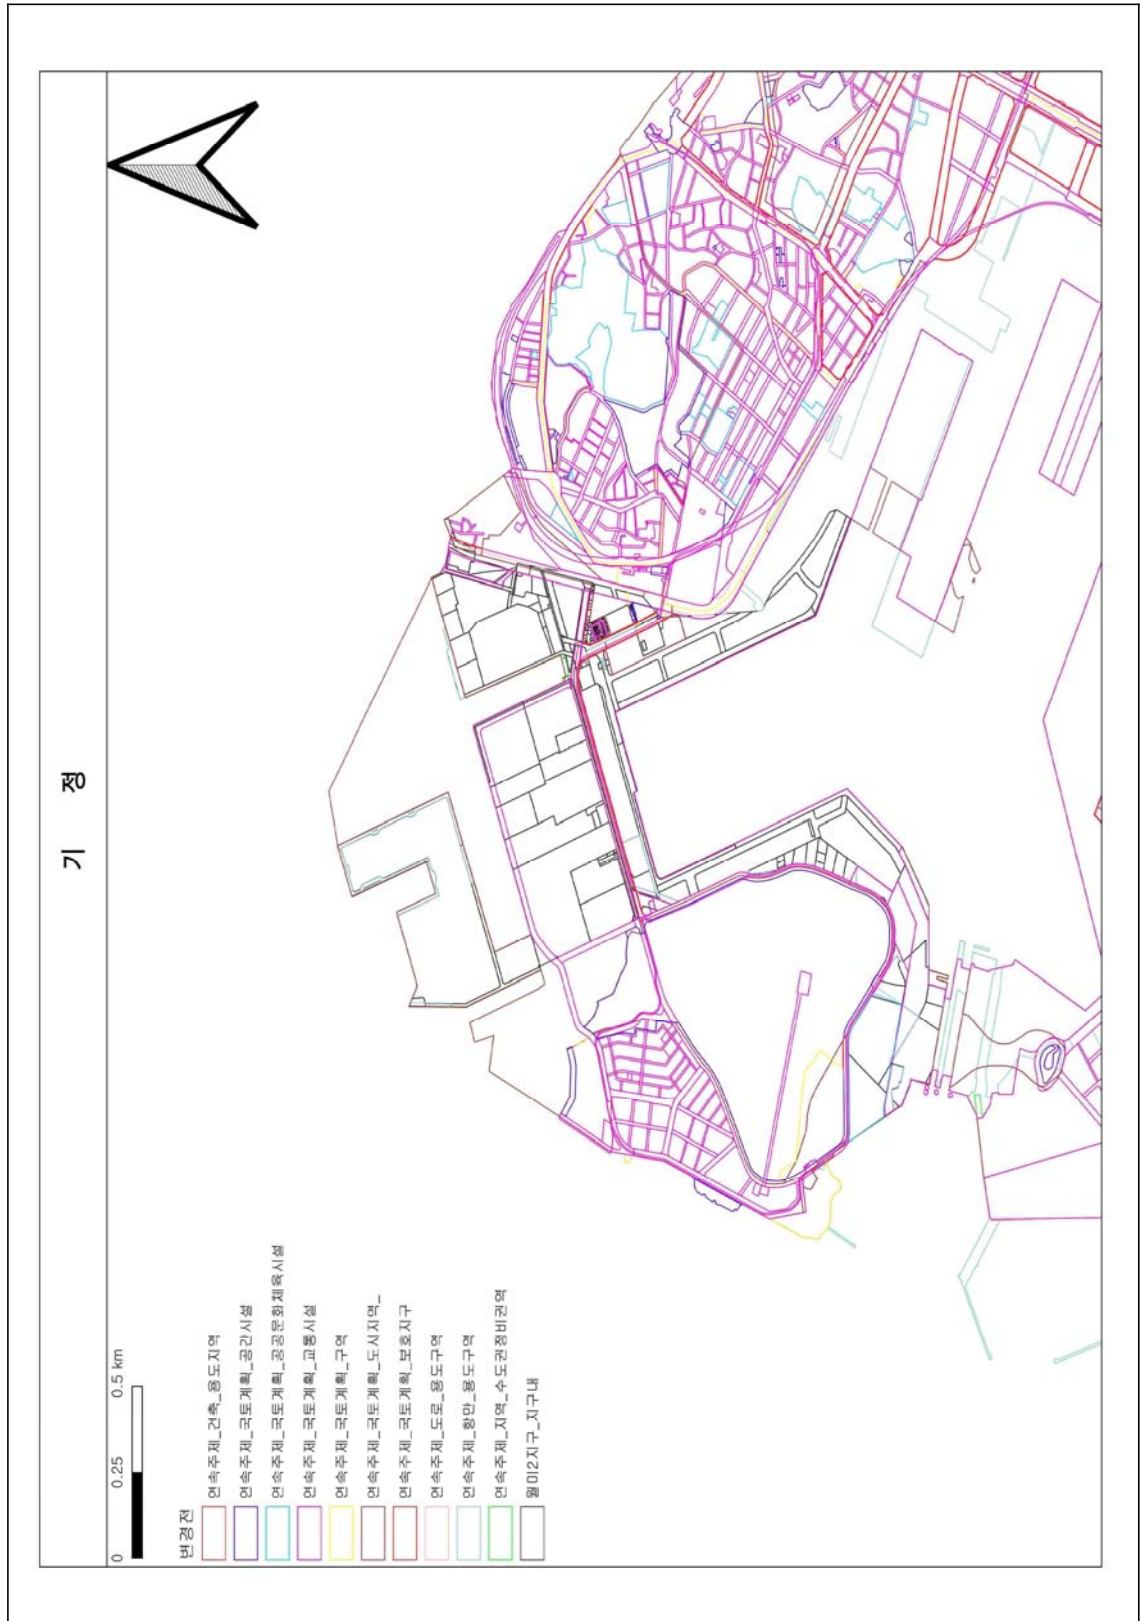 기 정
0 0.25 0.5 km
변경전
연속주제_건축_용도지역
연속주제_국토계획_공간시설
연속주제_국토계획_공공문화체육시설
연속주제_국토계획_교통시설
연속주제_국토계획_구역
연속주제_국토계획_도시지역_
연속주제_국토계획_보호지구
연속주제_도로_용도구역
연속주제_항만_용도구역
연속주제_지역_수도권정비권역
월미2지구_지구내